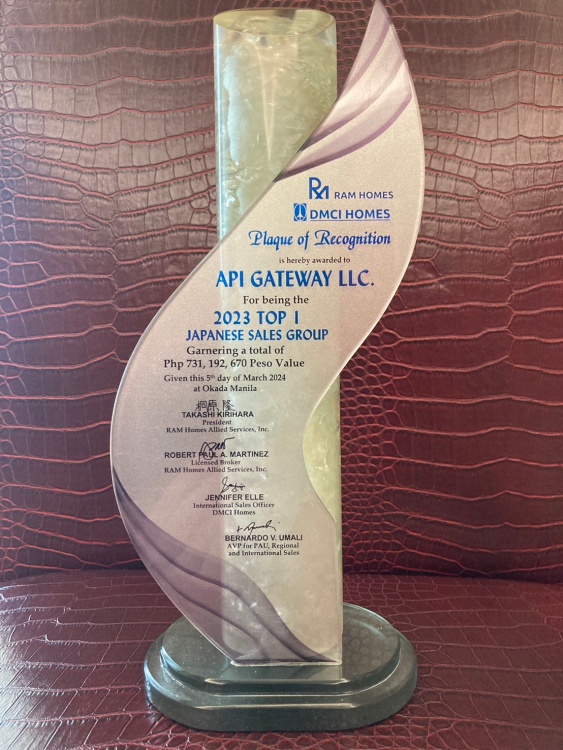 RM RAM HOMES
DMCI HOMES
Plaque of Recognition
is hereby awarded to
API GATEWAY LLC.
For being the
2023 TOP 1
JAPANESE SALES GROUP
Garnering a total of
Php 731, 192, 670 Peso Value
Given this 5th day of March 2024
at Okada Manila
桐原 隆
TAKASHI KIRIHARA
President
RAM Homes Allied Services, Inc.
ROBERT PAUL A. MARTINEZ
Licensed Broker
RAM Homes Allied Services, Inc.
JENNIFER ELLE
International Sales Officer
DMCI Homes
BERNARDO V. UMALI
AVP for PAU, Regional
and International Sales